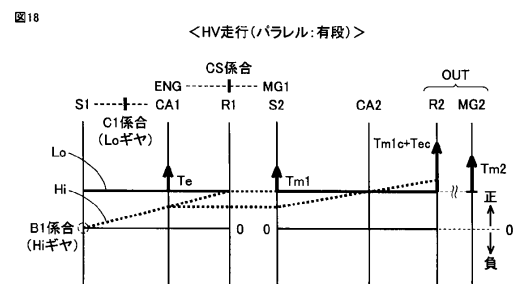 図18
＜HV走行(パラレル：有段)＞
CS係合
OUT
ENG
MG1
S1
CA1
R1
S2
CA2
R2
MG2
C1係合
(Loギヤ)
Tm1c+Tec
Lo
Te
Tm1
Tm2
Hi
正
B1係合
(Hiギヤ)
0
0
0
負